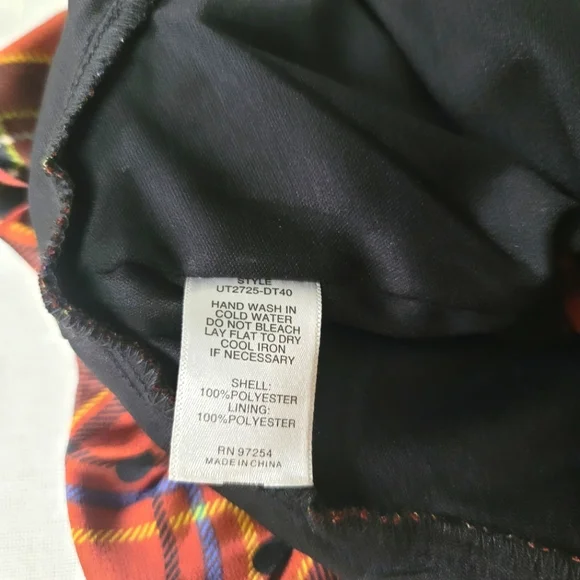 STYLE
UT2725-DT40
HAND WASH IN
COLD WATER
DO NOT BLEACH
LAY FLAT TO DRY
COOL IRON
IF NECESSARY
SHELL:
100%POLYESTER
LINING:
100%POLYESTER
RN 97254
MADE IN CHINA